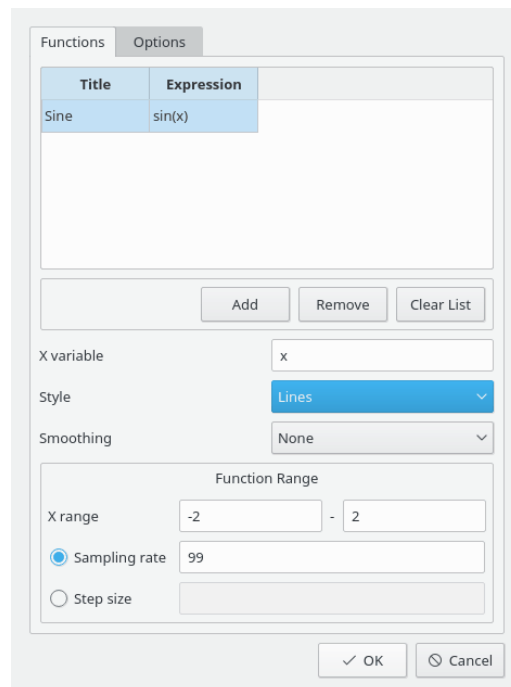 Functions Options
Title Expression
Sine sin(x)
Add Remove Clear List
X variable x
Style Lines
Smoothing None
Function Range
X range -2 - 2
Sampling rate 99
Step size
OK Cancel